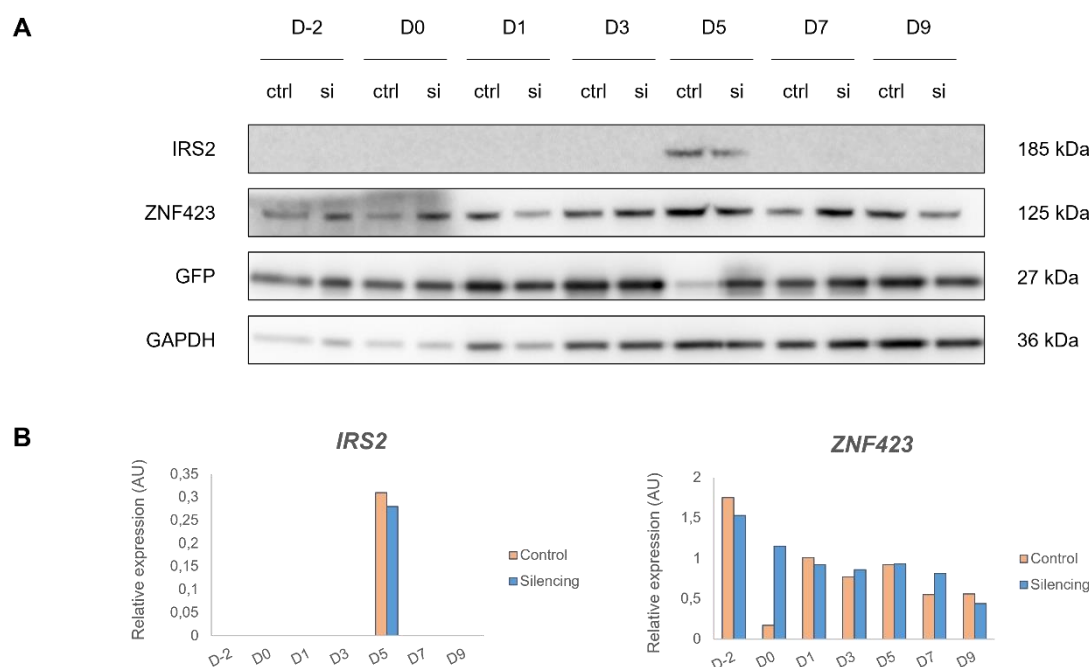 A
D-2 D0 D1 D3 D5 D7 D9
ctrl si ctrl si ctrl si ctrl si ctrl si ctrl si ctrl si
IRS2 185 kDa
ZNF423 125 kDa
GFP 27 kDa
GAPDH 36 kDa
B
IRS2
Relative expression (AU)
0,35
0,3
0,25
0,2
0,15
0,1
0,05
0
D-2 D0 D1 D3 D5 D7 D9
Control
Silencing
ZNF423
Relative expression (AU)
2
1,5
1
0,5
0
D-2 D0 D1 D3 D5 D7 D9
Control
Silencing